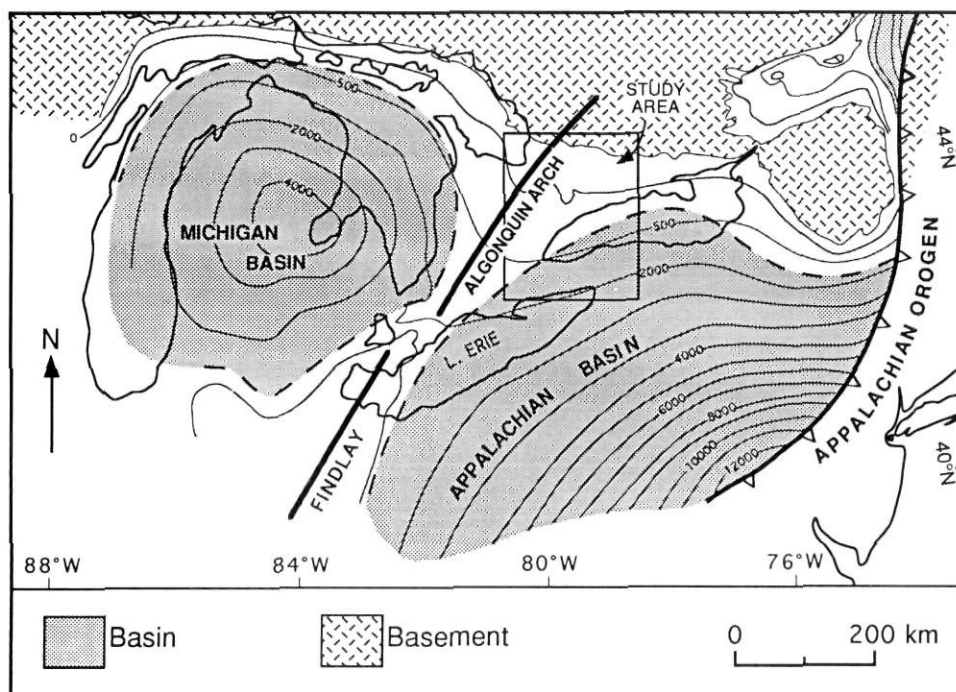 500
STUDY
AREA
0
2000
44°N
4000
ALGONQUIN ARCH
MICHIGAN
BASIN
500
2000
N
L. ERIE
APPALACHIAN BASIN
4000
6000
8000
10000
12000
APPALACHIAN OROGEN
40°N
FINDLAY
88°W
84°W
80°W
76°W
Basin
Basement
0
200 km